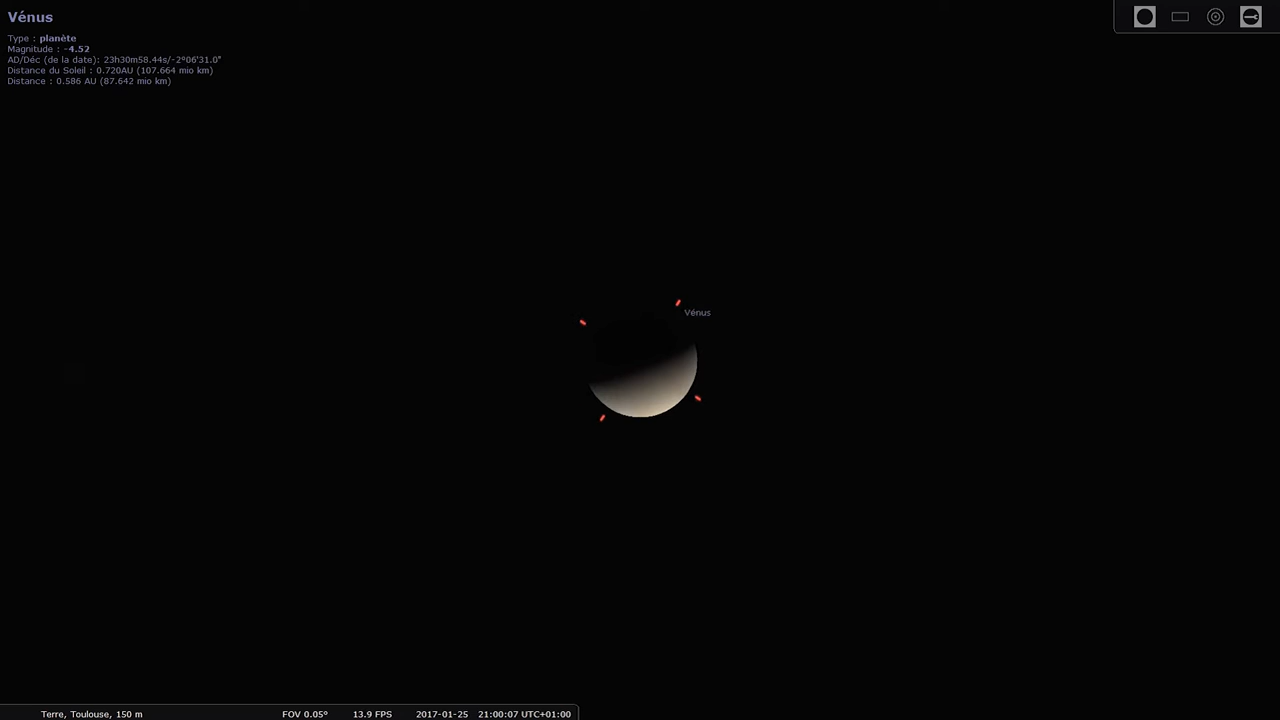 Vénus
Type : planète
Magnitude : -4.52
AD/Déc (de la date): 23h30m58.44s/-2°06'31.0"
Distance du Soleil : 0.720AU (107.664 mio km)
Distance : 0.586 AU (87.642 mio km)
Vénus
Terre, Toulouse, 150 m FOV 0.05° 13.9 FPS 2017-01-25 21:00:07 UTC+01:00